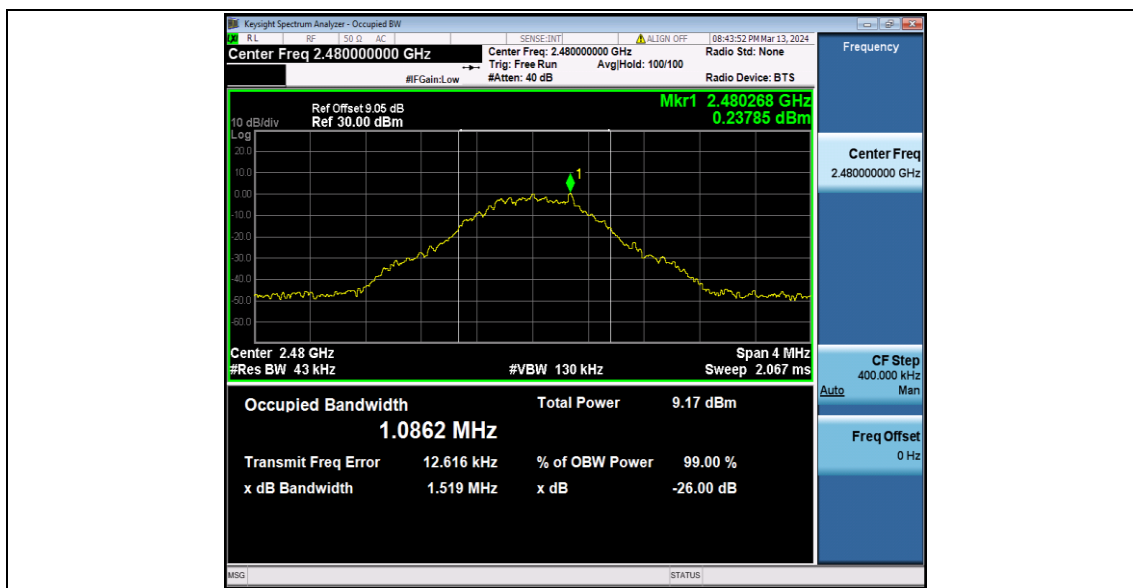 Keysight Spectrum Analyzer - Occupied BW
RL RF 50 Ω AC SENSE:INT ALIGN OFF 08:43:52 PM Mar 13, 2024
Center Freq 2.480000000 GHz Center Freq: 2.480000000 GHz Radio Std: None
Trig: Free Run Avg|Hold: 100/100
#IFGain:Low #Atten: 40 dB Radio Device: BTS
Frequency
Mkr1 2.480268 GHz
0.23785 dBm
Ref Offset 9.05 dB
10 dB/div Ref 30.00 dBm
Log
20.0
10.0
0.00
-10.0
-20.0
-30.0
-40.0
-50.0
-60.0
1
Center 2.48 GHz Span 4 MHz
#Res BW 43 kHz #VBW 130 kHz Sweep 2.067 ms
Occupied Bandwidth Total Power 9.17 dBm
1.0862 MHz
Transmit Freq Error 12.616 kHz % of OBW Power 99.00 %
x dB Bandwidth 1.519 MHz x dB -26.00 dB
Center Freq
2.480000000 GHz
CF Step
400.000 kHz
Auto Man
Freq Offset
0 Hz
MSG STATUS